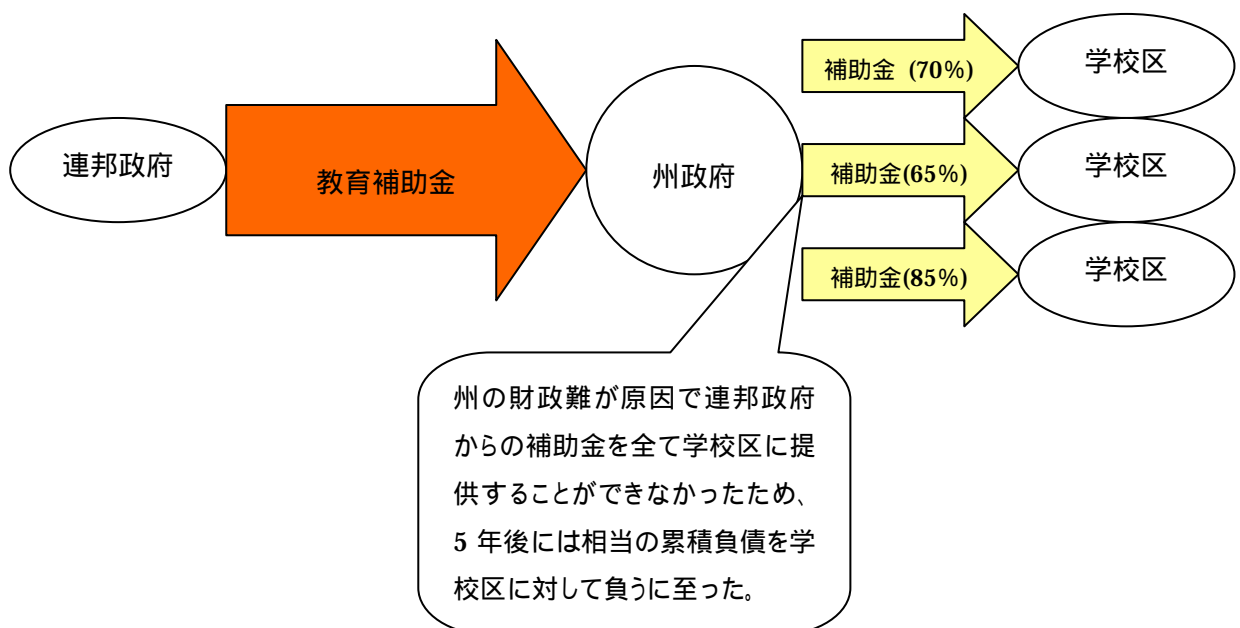 連邦政府
教育補助金
州政府
補助金 (70%)
学校区
補助金(65%)
学校区
補助金(85%)
学校区
州の財政難が原因で連邦政府
からの補助金を全て学校区に提
供することができなかったため、
5 年後には相当の累積負債を学
校区に対して負うに至った。